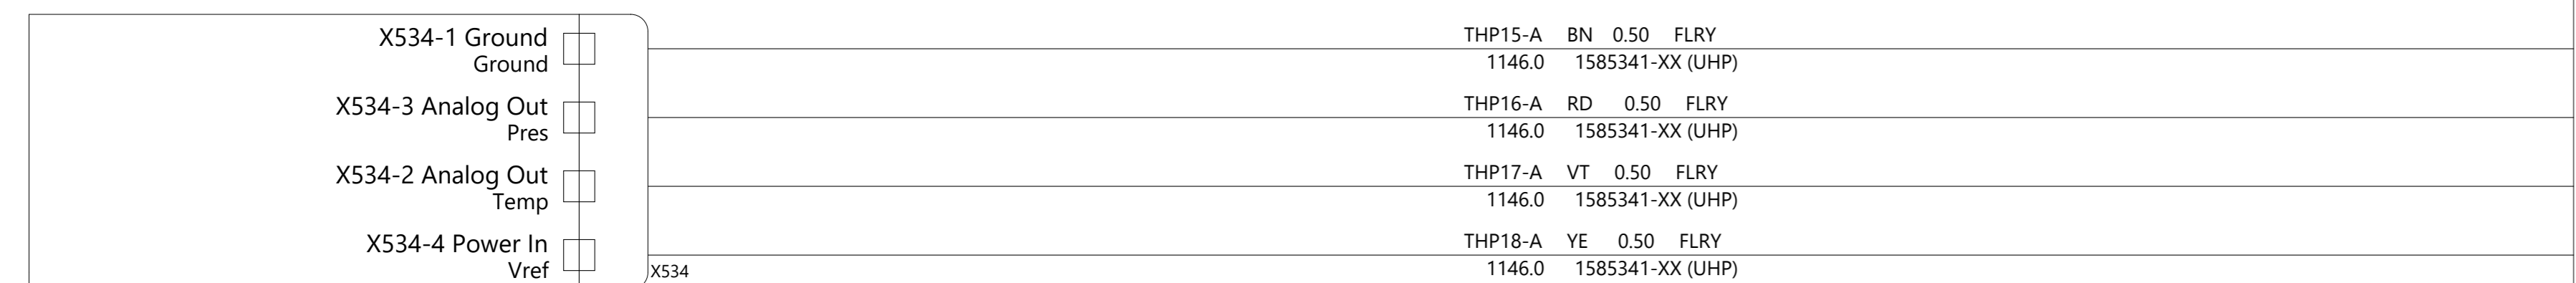 X534-1 Ground
Ground
THP15-A BN 0.50 FLRY
1146.0 1585341-XX (UHP)
X534-3 Analog Out
Pres
THP16-A RD 0.50 FLRY
1146.0 1585341-XX (UHP)
X534-2 Analog Out
Temp
THP17-A VT 0.50 FLRY
1146.0 1585341-XX (UHP)
X534-4 Power In
Vref
X534
THP18-A YE 0.50 FLRY
1146.0 1585341-XX (UHP)